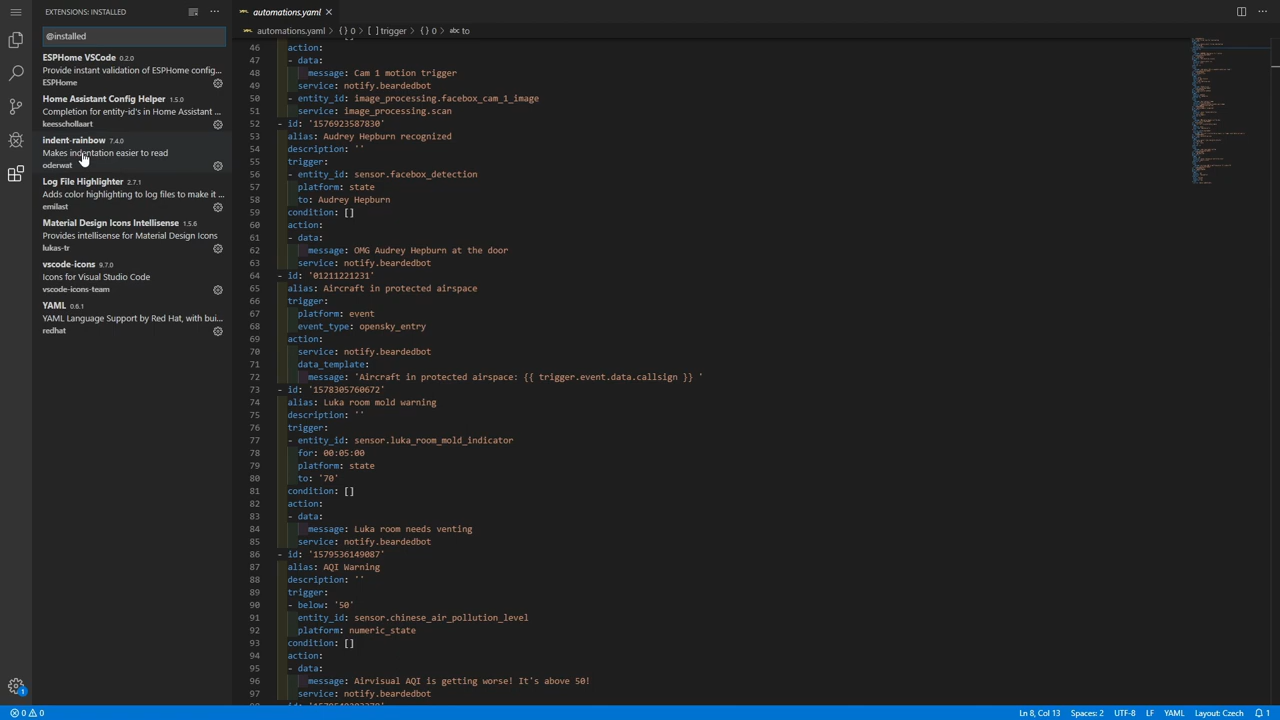 EXTENSIONS: INSTALLED
@installed
ESPHome VSCode 0.2.0
Provide instant validation of ESPHome config...
ESPHome
Home Assistant Config Helper 1.5.0
Completion for entity-id's in Home Assistant ...
keesschollaart
indent-rainbow 7.4.0
Makes indentation easier to read
oderwat
Log File Highlighter 2.7.1
Adds color highlighting to log files to make it ...
emilast
Material Design Icons Intellisense 1.5.6
Provides intellisense for Material Design Icons
lukas-tr
vscode-icons 9.7.0
Icons for Visual Studio Code
vscode-icons-team
YAML 0.6.1
YAML Language Support by Red Hat, with bui...
redhat
1
automations.yaml
automations.yaml > {} 0 > [ ] trigger > {} 0 > abc to
46 action:
47 - data:
48 message: Cam 1 motion trigger
49 service: notify.beardedbot
50 - entity_id: image_processing.facebox_cam_1_image
51 service: image_processing.scan
52 - id: '1576923587830'
53 alias: Audrey Hepburn recognized
54 description: ''
55 trigger:
56 - entity_id: sensor.facebox_detection
57 platform: state
58 to: Audrey Hepburn
59 condition: []
60 action:
61 - data:
62 message: OMG Audrey Hepburn at the door
63 service: notify.beardedbot
64 - id: '01211221231'
65 alias: Aircraft in protected airspace
66 trigger:
67 platform: event
68 event_type: opensky_entry
69 action:
70 service: notify.beardedbot
71 data_template:
72 message: 'Aircraft in protected airspace: {{ trigger.event.data.callsign }} '
73 - id: '1578305760672'
74 alias: Luka room mold warning
75 description: ''
76 trigger:
77 - entity_id: sensor.luka_room_mold_indicator
78 for: 00:05:00
79 platform: state
80 to: '70'
81 condition: []
82 action:
83 - data:
84 message: Luka room needs venting
85 service: notify.beardedbot
86 - id: '1579536149087'
87 alias: AQI Warning
88 description: ''
89 trigger:
90 - below: '50'
91 entity_id: sensor.chinese_air_pollution_level
92 platform: numeric_state
93 condition: []
94 action:
95 - data:
96 message: Airvisual AQI is getting worse! It's above 50!
97 service: notify.beardedbot
0 0
Ln 8, Col 13 Spaces: 2 UTF-8 LF YAML Layout: Czech 1